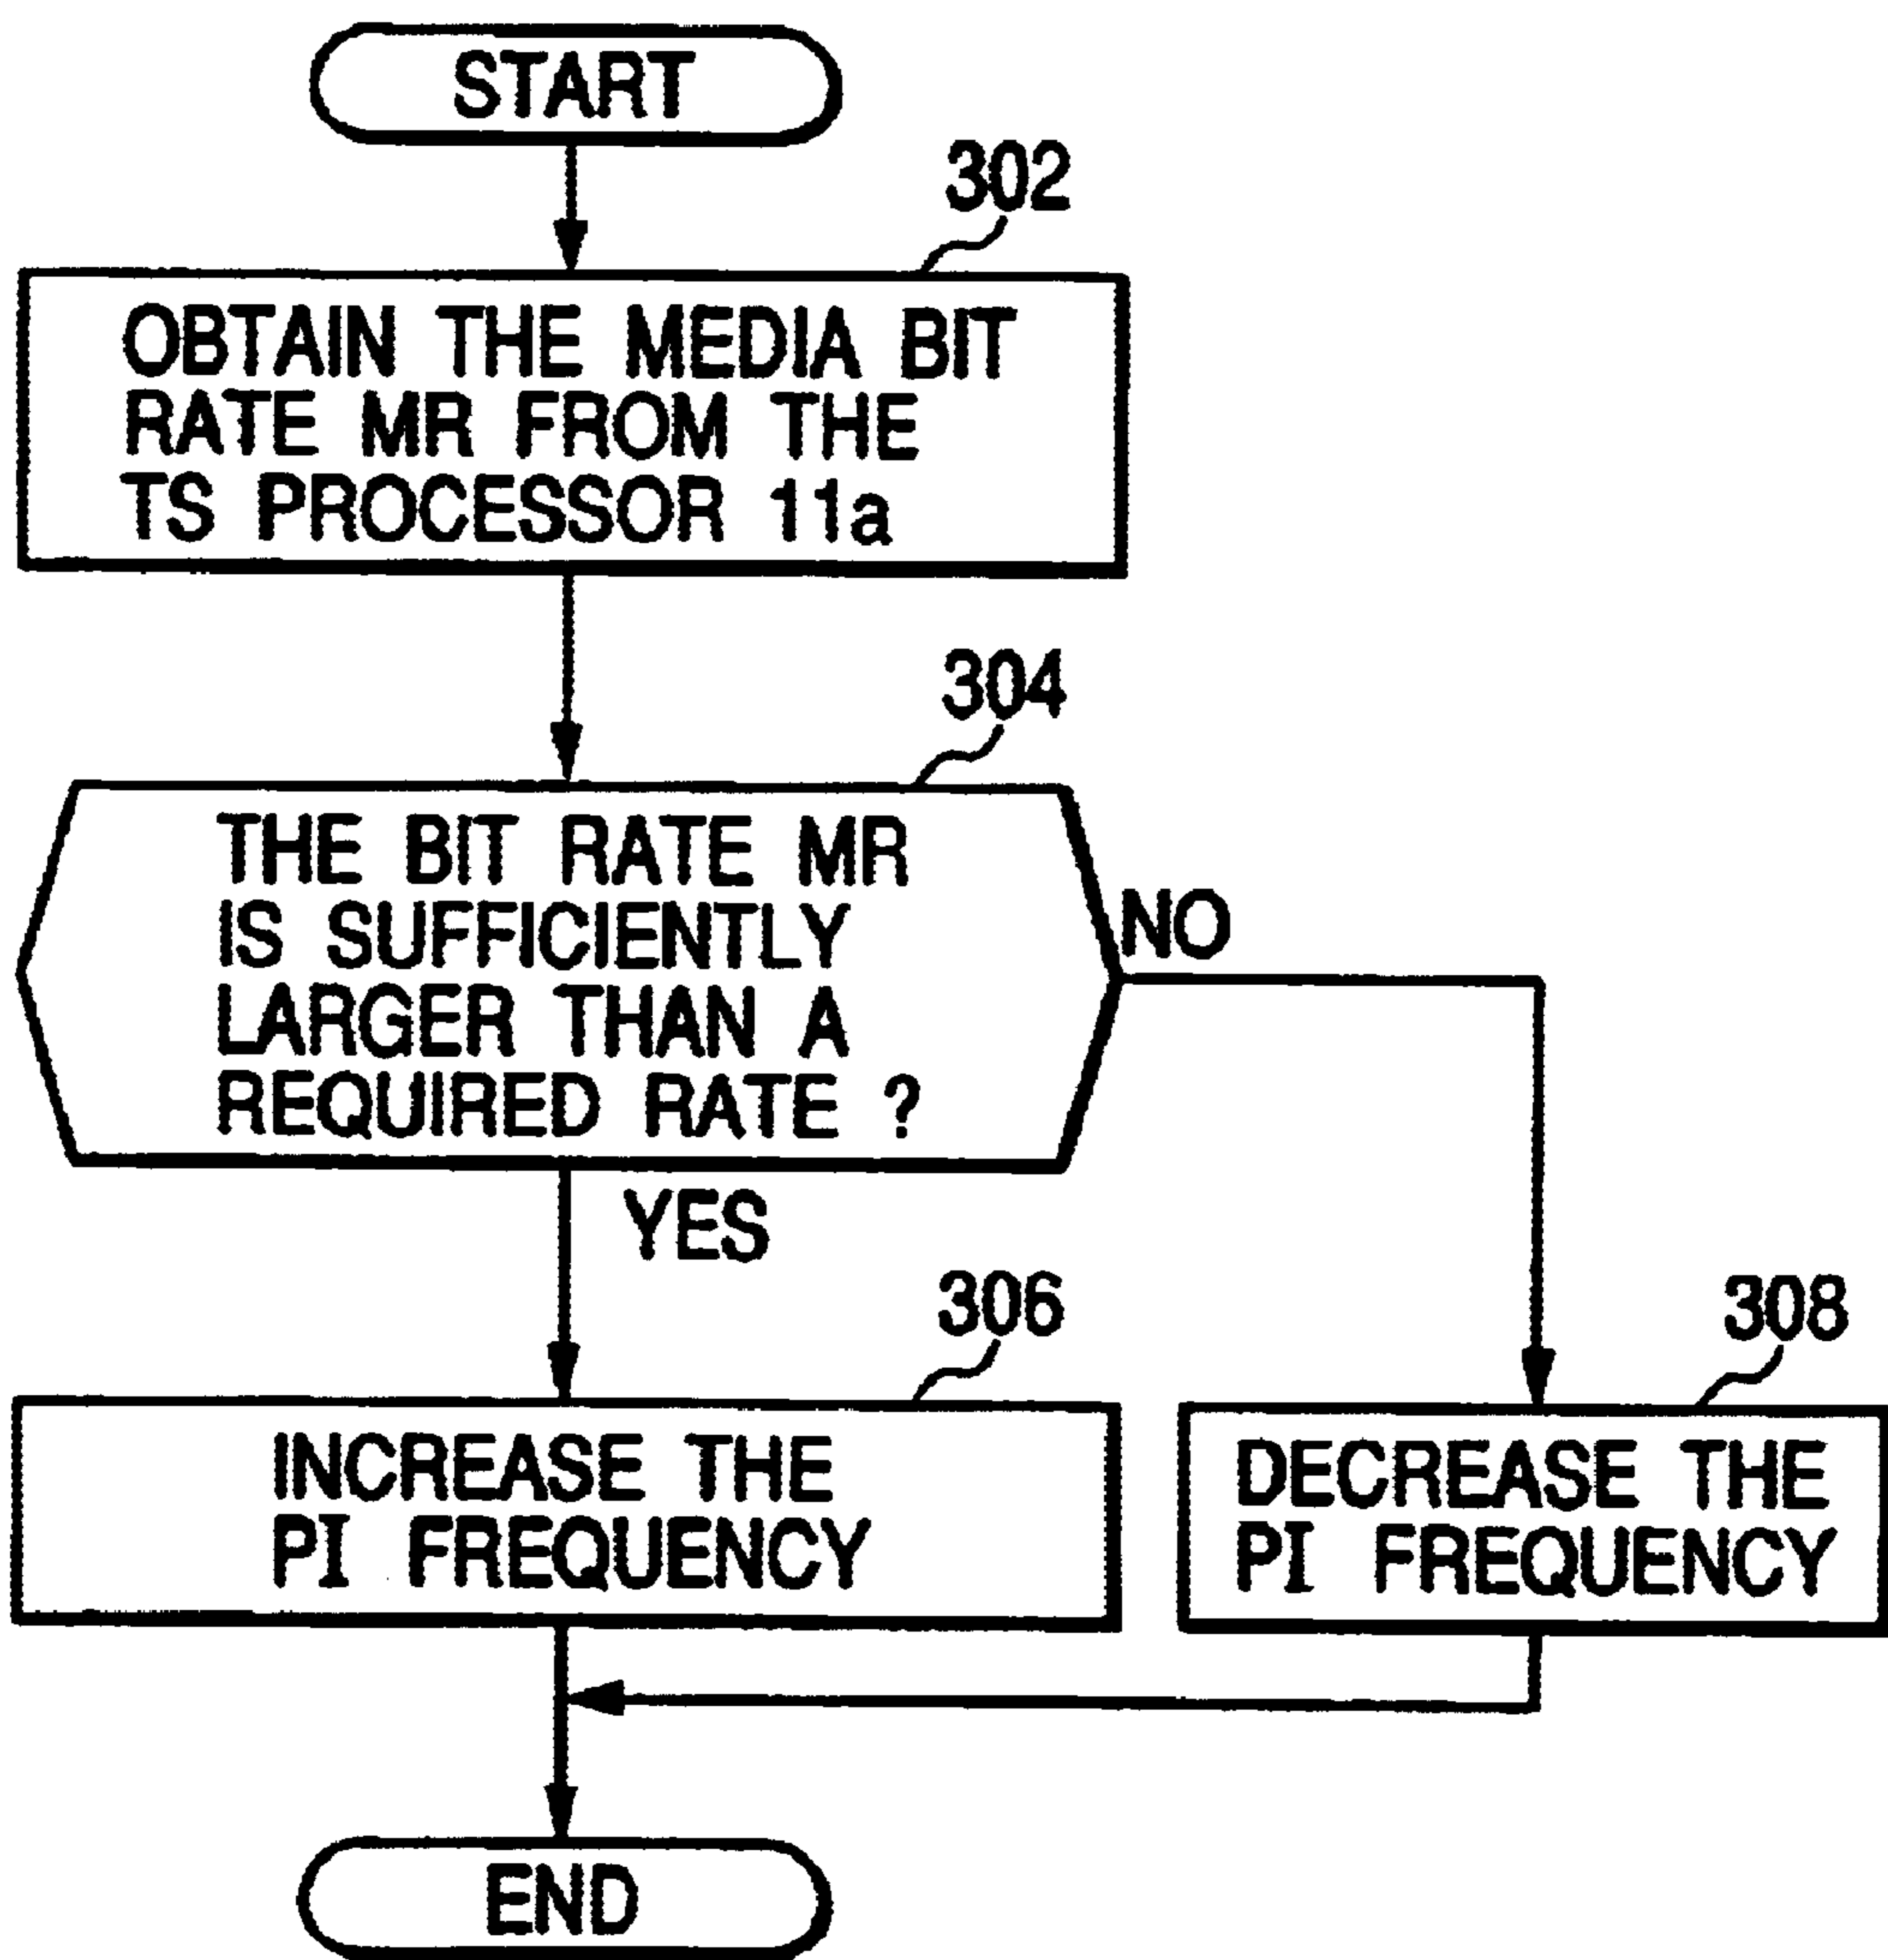 START
302
OBTAIN THE MEDIA BIT
RATE MR FROM THE
TS PROCESSOR 11a
304
THE BIT RATE MR
IS SUFFICIENTLY
LARGER THAN A
REQUIRED RATE ?
NO
YES
306
INCREASE THE
PI FREQUENCY
308
DECREASE THE
PI FREQUENCY
END